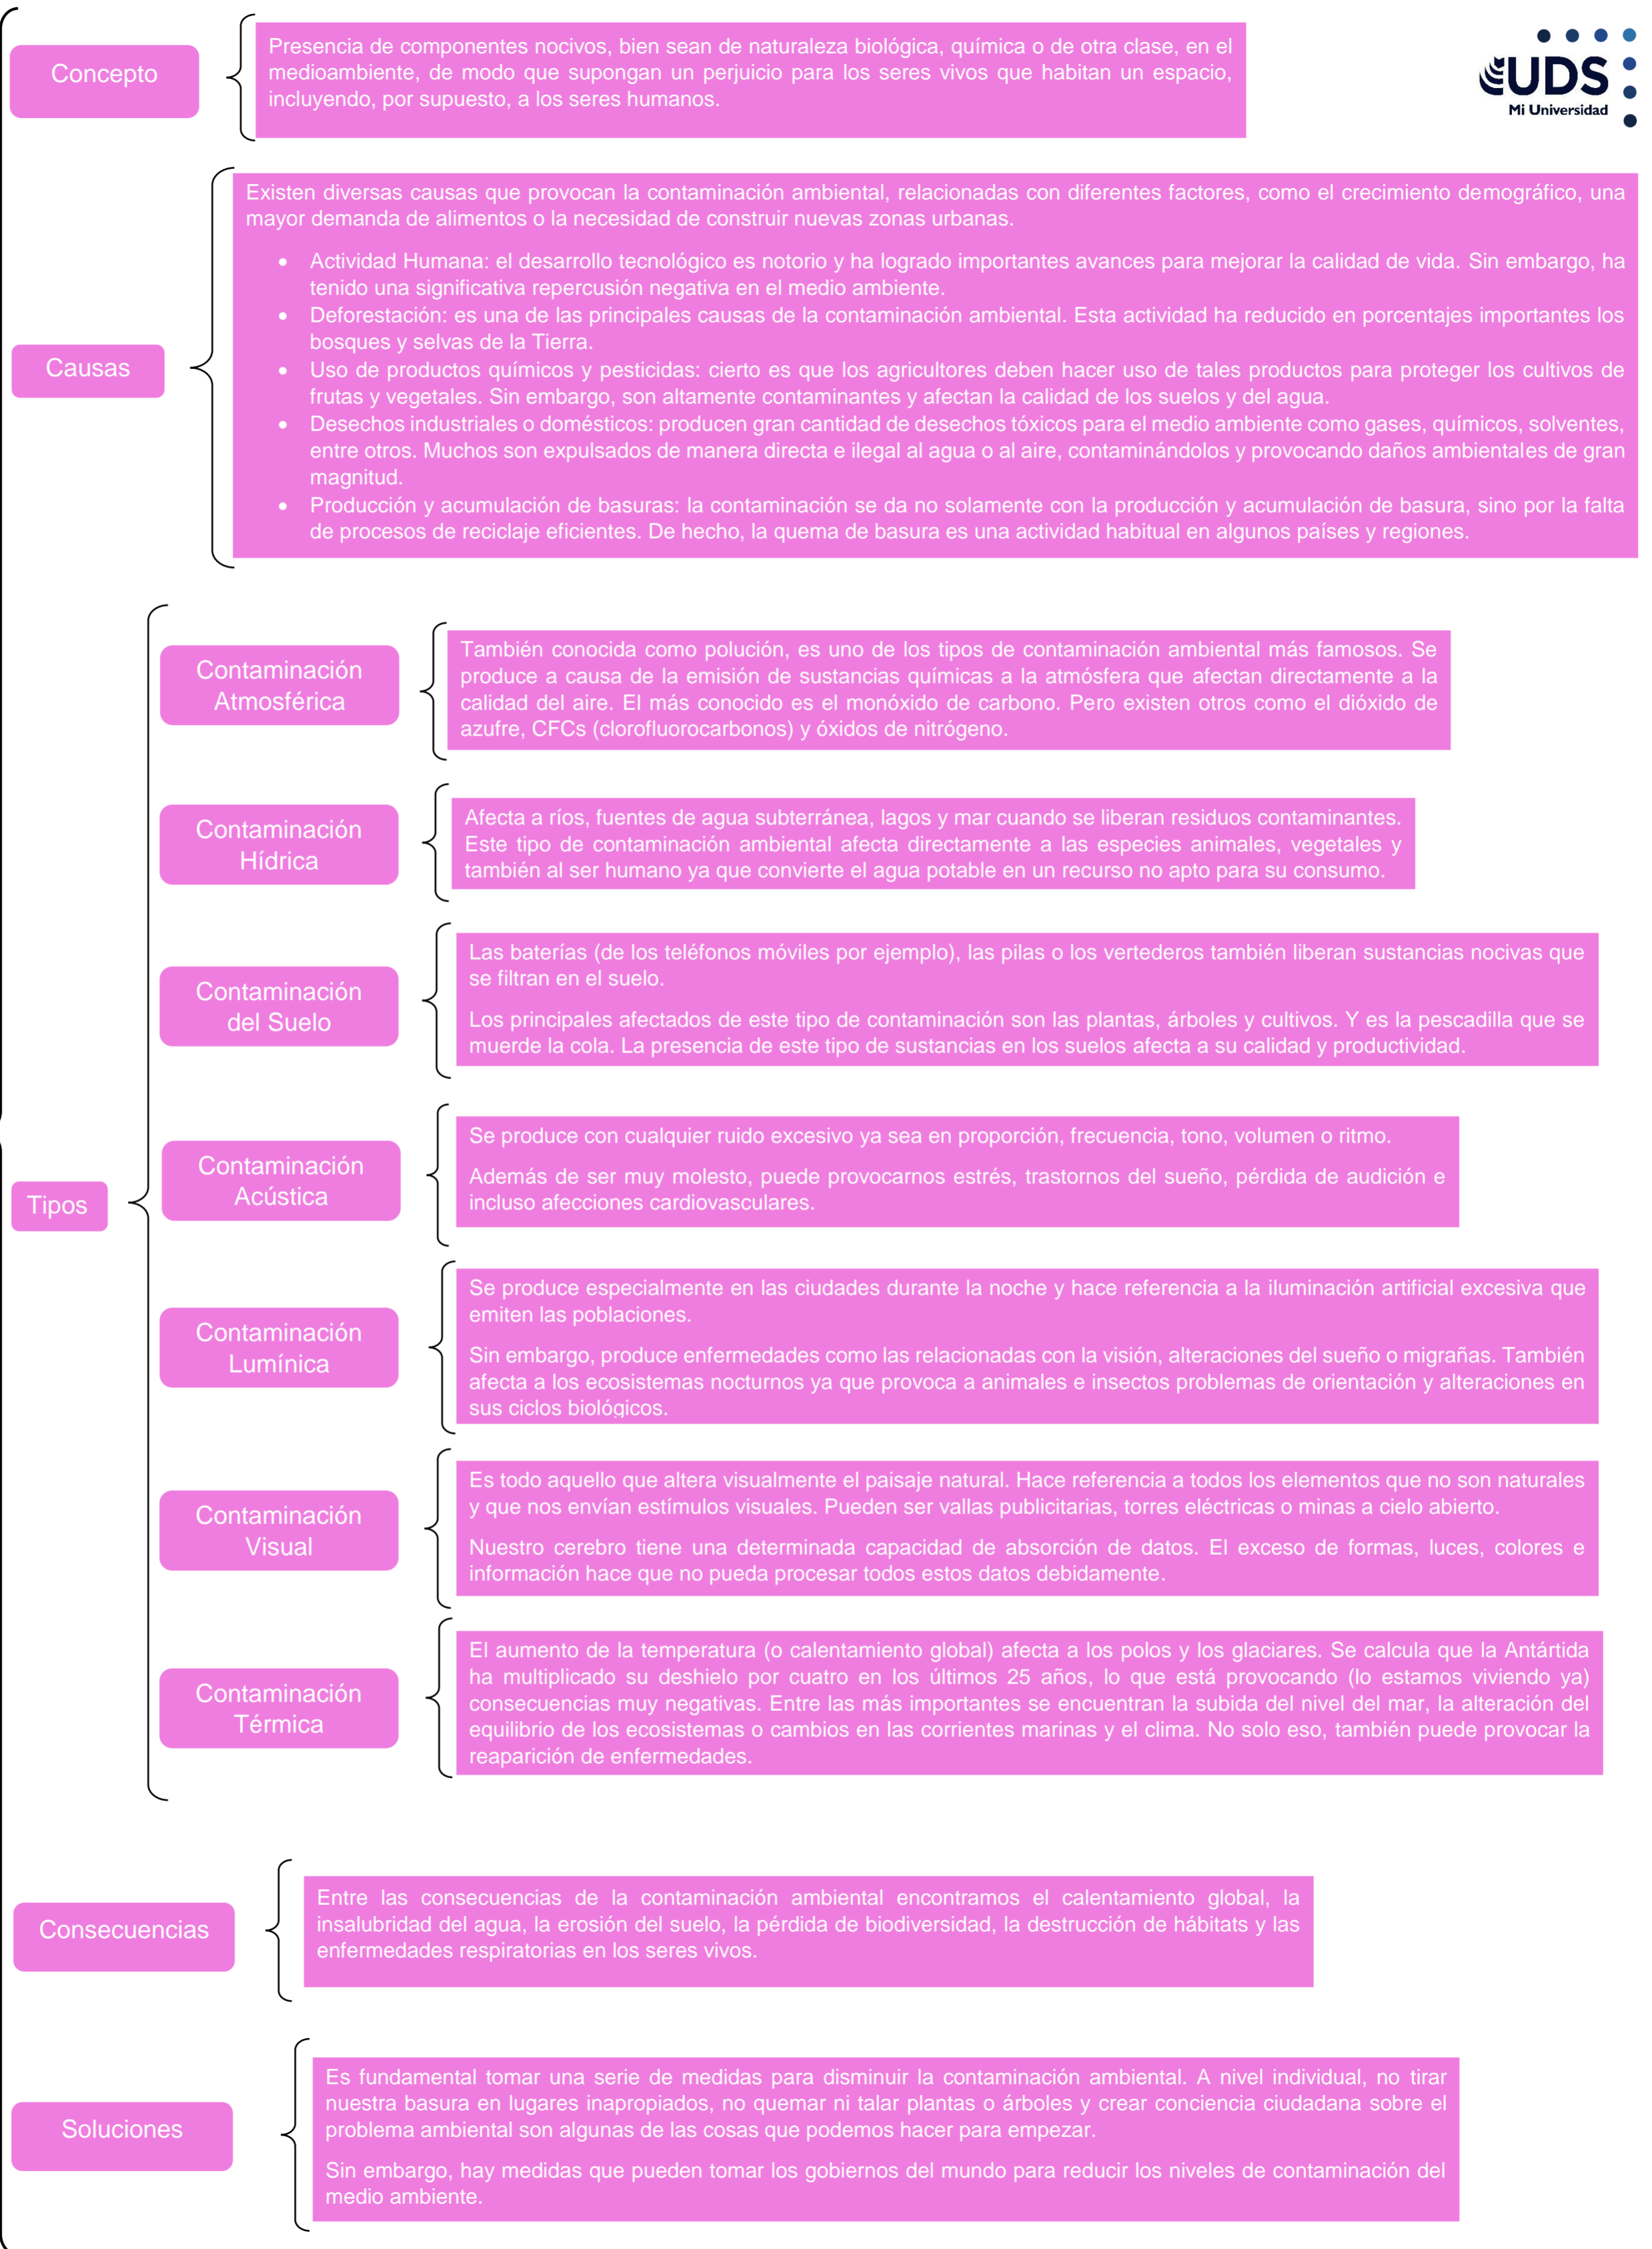 Concepto
Presencia de componentes nocivos, bien sean de naturaleza biológica, química o de otra clase, en el
medioambiente, de modo que supongan un perjuicio para los seres vivos que habitan un espacio,
incluyendo, por supuesto, a los seres humanos.
UDS
Mi Universidad
Causas
Existen diversas causas que provocan la contaminación ambiental, relacionadas con diferentes factores, como el crecimiento demográfico, una
mayor demanda de alimentos o la necesidad de construir nuevas zonas urbanas.
• Actividad Humana: el desarrollo tecnológico es notorio y ha logrado importantes avances para mejorar la calidad de vida. Sin embargo, ha
tenido una significativa repercusión negativa en el medio ambiente.
• Deforestación: es una de las principales causas de la contaminación ambiental. Esta actividad ha reducido en porcentajes importantes los
bosques y selvas de la Tierra.
• Uso de productos químicos y pesticidas: cierto es que los agricultores deben hacer uso de tales productos para proteger los cultivos de
frutas y vegetales. Sin embargo, son altamente contaminantes y afectan la calidad de los suelos y del agua.
• Desechos industriales o domésticos: producen gran cantidad de desechos tóxicos para el medio ambiente como gases, químicos, solventes,
entre otros. Muchos son expulsados de manera directa e ilegal al agua o al aire, contaminándolos y provocando daños ambientales de gran
magnitud.
• Producción y acumulación de basuras: la contaminación se da no solamente con la producción y acumulación de basura, sino por la falta
de procesos de reciclaje eficientes. De hecho, la quema de basura es una actividad habitual en algunos países y regiones.
Tipos
Contaminación
Atmosférica
También conocida como polución, es uno de los tipos de contaminación ambiental más famosos. Se
produce a causa de la emisión de sustancias químicas a la atmósfera que afectan directamente a la
calidad del aire. El más conocido es el monóxido de carbono. Pero existen otros como el dióxido de
azufre, CFCs (clorofluorocarbonos) y óxidos de nitrógeno.
Contaminación
Hídrica
Afecta a ríos, fuentes de agua subterránea, lagos y mar cuando se liberan residuos contaminantes.
Este tipo de contaminación ambiental afecta directamente a las especies animales, vegetales y
también al ser humano ya que convierte el agua potable en un recurso no apto para su consumo.
Contaminación
del Suelo
Las baterías (de los teléfonos móviles por ejemplo), las pilas o los vertederos también liberan sustancias nocivas que
se filtran en el suelo.
Los principales afectados de este tipo de contaminación son las plantas, árboles y cultivos. Y es la pescadilla que se
muerde la cola. La presencia de este tipo de sustancias en los suelos afecta a su calidad y productividad.
Contaminación
Acústica
Se produce con cualquier ruido excesivo ya sea en proporción, frecuencia, tono, volumen o ritmo.
Además de ser muy molesto, puede provocarnos estrés, trastornos del sueño, pérdida de audición e
incluso afecciones cardiovasculares.
Contaminación
Lumínica
Se produce especialmente en las ciudades durante la noche y hace referencia a la iluminación artificial excesiva que
emiten las poblaciones.
Sin embargo, produce enfermedades como las relacionadas con la visión, alteraciones del sueño o migrañas. También
afecta a los ecosistemas nocturnos ya que provoca a animales e insectos problemas de orientación y alteraciones en
sus ciclos biológicos.
Contaminación
Visual
Es todo aquello que altera visualmente el paisaje natural. Hace referencia a todos los elementos que no son naturales
y que nos envían estímulos visuales. Pueden ser vallas publicitarias, torres eléctricas o minas a cielo abierto.
Nuestro cerebro tiene una determinada capacidad de absorción de datos. El exceso de formas, luces, colores e
información hace que no pueda procesar todos estos datos debidamente.
Contaminación
Térmica
El aumento de la temperatura (o calentamiento global) afecta a los polos y los glaciares. Se calcula que la Antártida
ha multiplicado su deshielo por cuatro en los últimos 25 años, lo que está provocando (lo estamos viviendo ya)
consecuencias muy negativas. Entre las más importantes se encuentran la subida del nivel del mar, la alteración del
equilibrio de los ecosistemas o cambios en las corrientes marinas y el clima. No solo eso, también puede provocar la
reaparición de enfermedades.
Consecuencias
Entre las consecuencias de la contaminación ambiental encontramos el calentamiento global, la
insalubridad del agua, la erosión del suelo, la pérdida de biodiversidad, la destrucción de hábitats y las
enfermedades respiratorias en los seres vivos.
Soluciones
Es fundamental tomar una serie de medidas para disminuir la contaminación ambiental. A nivel individual, no tirar
nuestra basura en lugares inapropiados, no quemar ni talar plantas o árboles y crear conciencia ciudadana sobre el
problema ambiental son algunas de las cosas que podemos hacer para empezar.
Sin embargo, hay medidas que pueden tomar los gobiernos del mundo para reducir los niveles de contaminación del
medio ambiente.